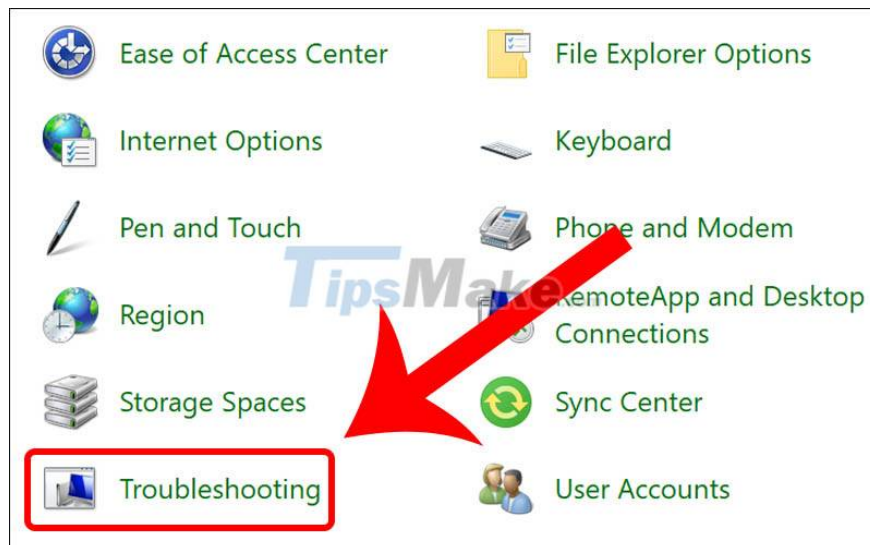 Ease of Access Center
File Explorer Options
Internet Options
Keyboard
Pen and Touch
Phone and Modem
TipsMake
Region
RemoteApp and Desktop
Connections
Storage Spaces
Sync Center
Troubleshooting
User Accounts